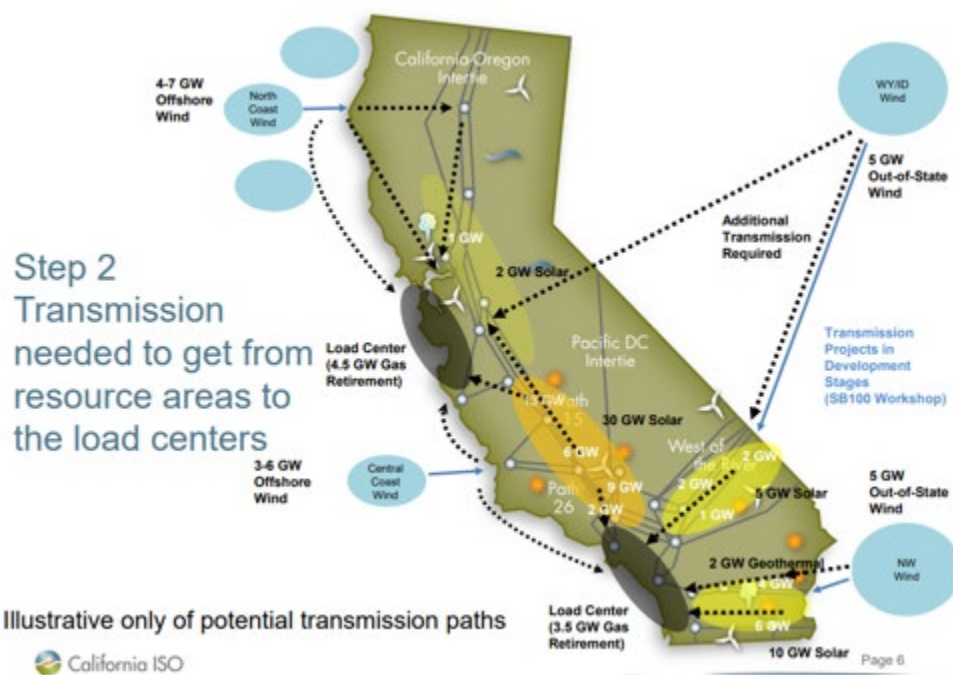 California-Oregon
Intertie
4-7 GW
Offshore
Wind
North
Coast
Wind
WY/ID
Wind
5 GW
Out-of-State
Wind
Additional
Transmission
Required
1 GW
2 GW Solar
Step 2
Transmission
needed to get from
resource areas to
the load centers
Load Center
(4.5 GW Gas
Retirement)
Pacific DC
Intertie
Transmission
Projects in
Development
Stages
(SB100 Workshop)
30 GW Solar
15
6 GW
West of
the River
2 GW
2 GW
1 GW
5 GW Solar
9 GW
Path
26
2 GW
3-6 GW
Offshore
Wind
Central
Coast
Wind
5 GW
Out-of-State
Wind
NW
Wind
2 GW Geothermal
4 GW
6 GW
10 GW Solar
Load Center
(3.5 GW Gas
Retirement)
Illustrative only of potential transmission paths
California ISO
Page 6